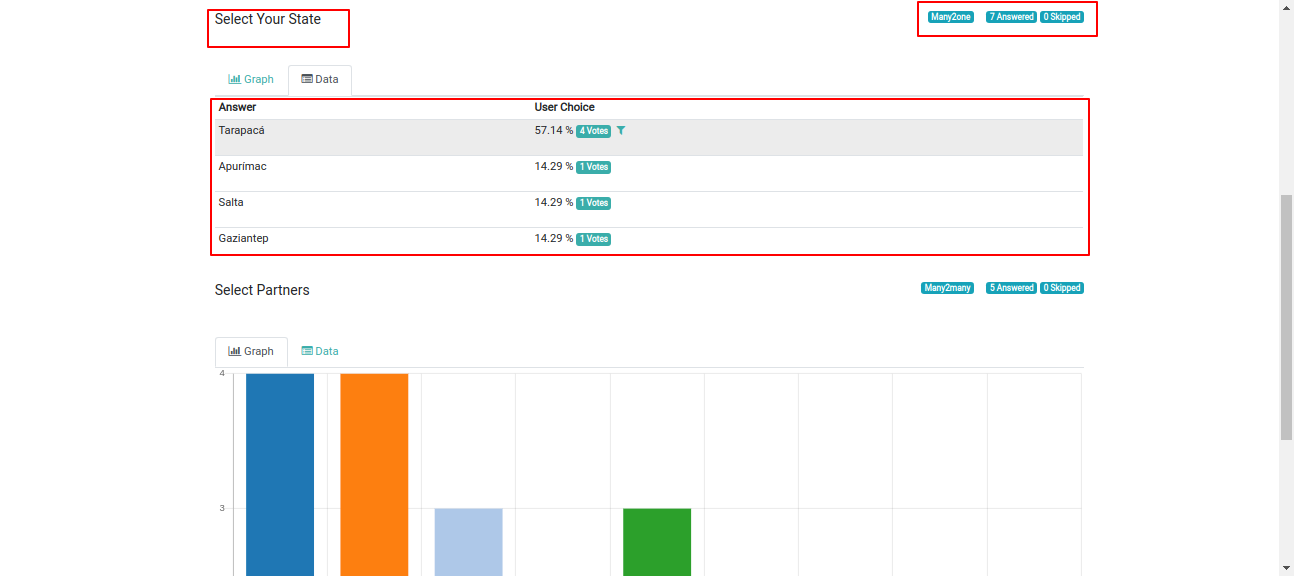 Select Your State
Many2one 7 Answered 0 Skipped
Graph Data
Answer User Choice
Tarapacá 57.14 % 4 Votes
Apurímac 14.29 % 1 Votes
Salta 14.29 % 1 Votes
Gaziantep 14.29 % 1 Votes
Select Partners
Many2many 5 Answered 0 Skipped
Graph Data
4
3